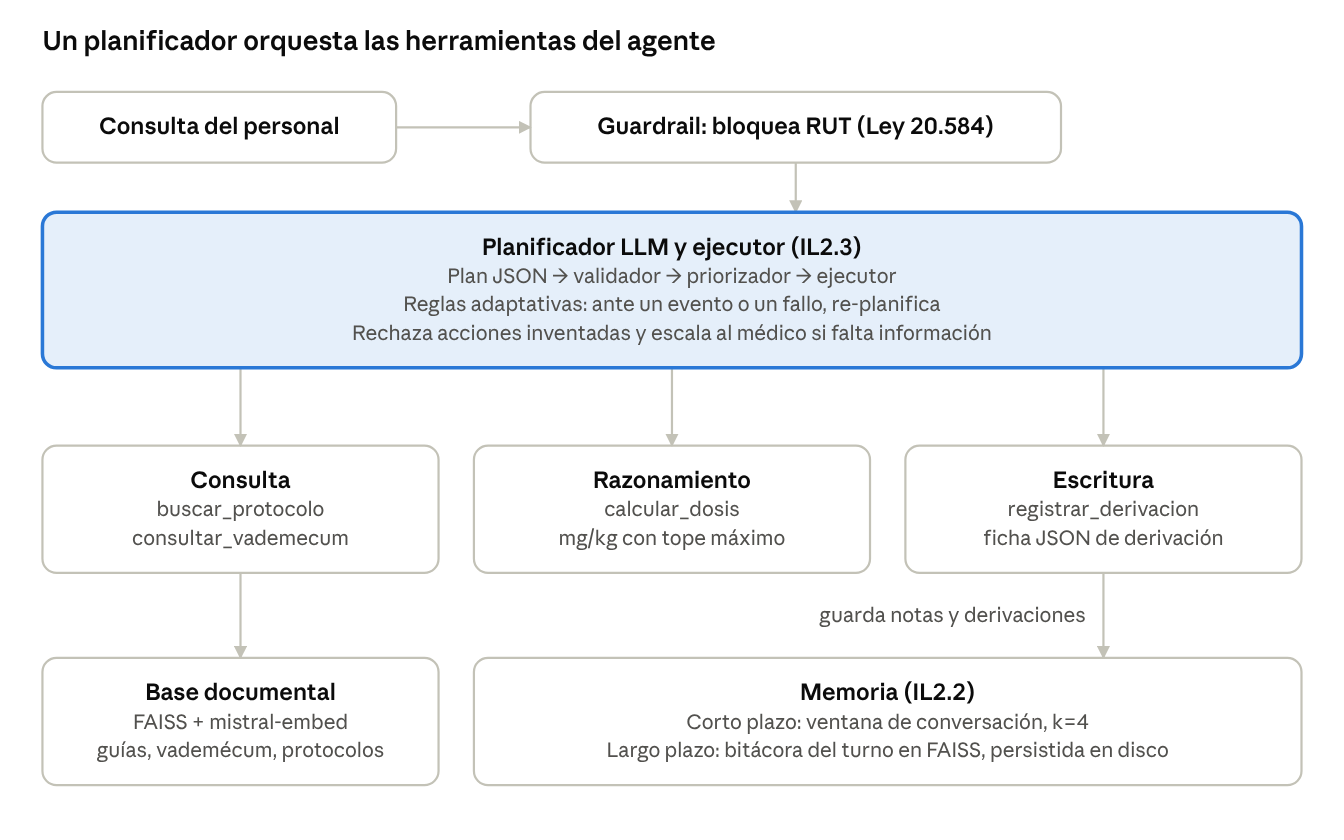 Un planificador orquesta las herramientas del agente
Consulta del personal
Guardrail: bloquea RUT (Ley 20.584)
Planificador LLM y ejecutor (IL2.3)
Plan JSON → validador → priorizador → ejecutor
Reglas adaptativas: ante un evento o un fallo, re-planifica
Rechaza acciones inventadas y escala al médico si falta información
Consulta
buscar_protocolo
consultar_vademecum
Razonamiento
calcular_dosis
mg/kg con tope máximo
Escritura
registrar_derivacion
ficha JSON de derivación
guarda notas y derivaciones
Base documental
FAISS + mistral-embed
guías, vademécum, protocolos
Memoria (IL2.2)
Corto plazo: ventana de conversación, k=4
Largo plazo: bitácora del turno en FAISS, persistida en disco